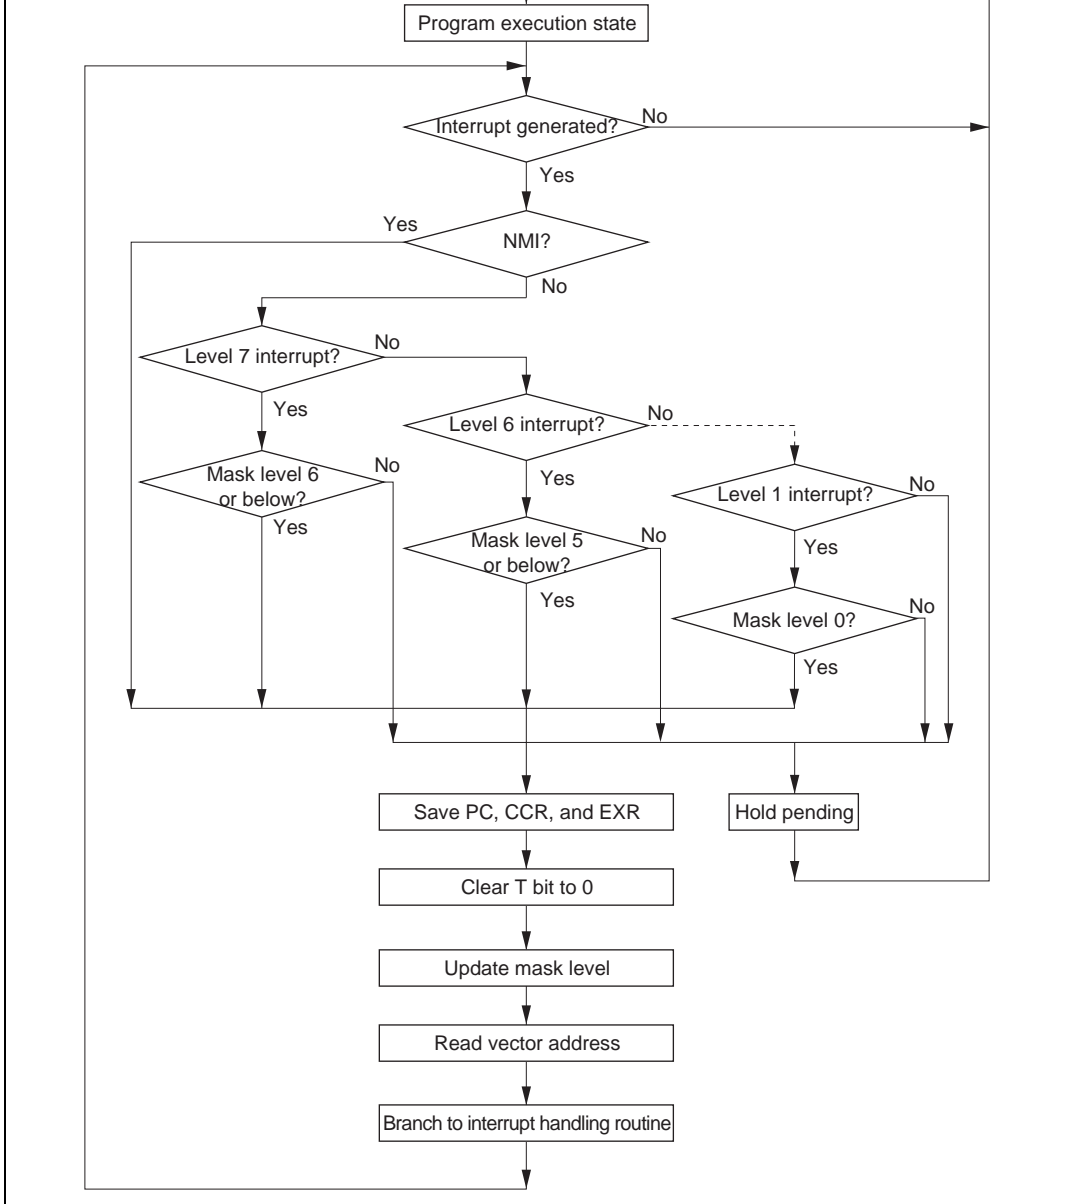 Program execution state
Interrupt generated?
No
Yes
Yes
NMI?
No
Level 7 interrupt?
No
Yes
Level 6 interrupt?
No
Mask level 6
or below?
No
Yes
Yes
Level 1 interrupt?
No
Mask level 5
or below?
No
Yes
Yes
Mask level 0?
No
Yes
Save PC, CCR, and EXR
Hold pending
Clear T bit to 0
Update mask level
Read vector address
Branch to interrupt handling routine